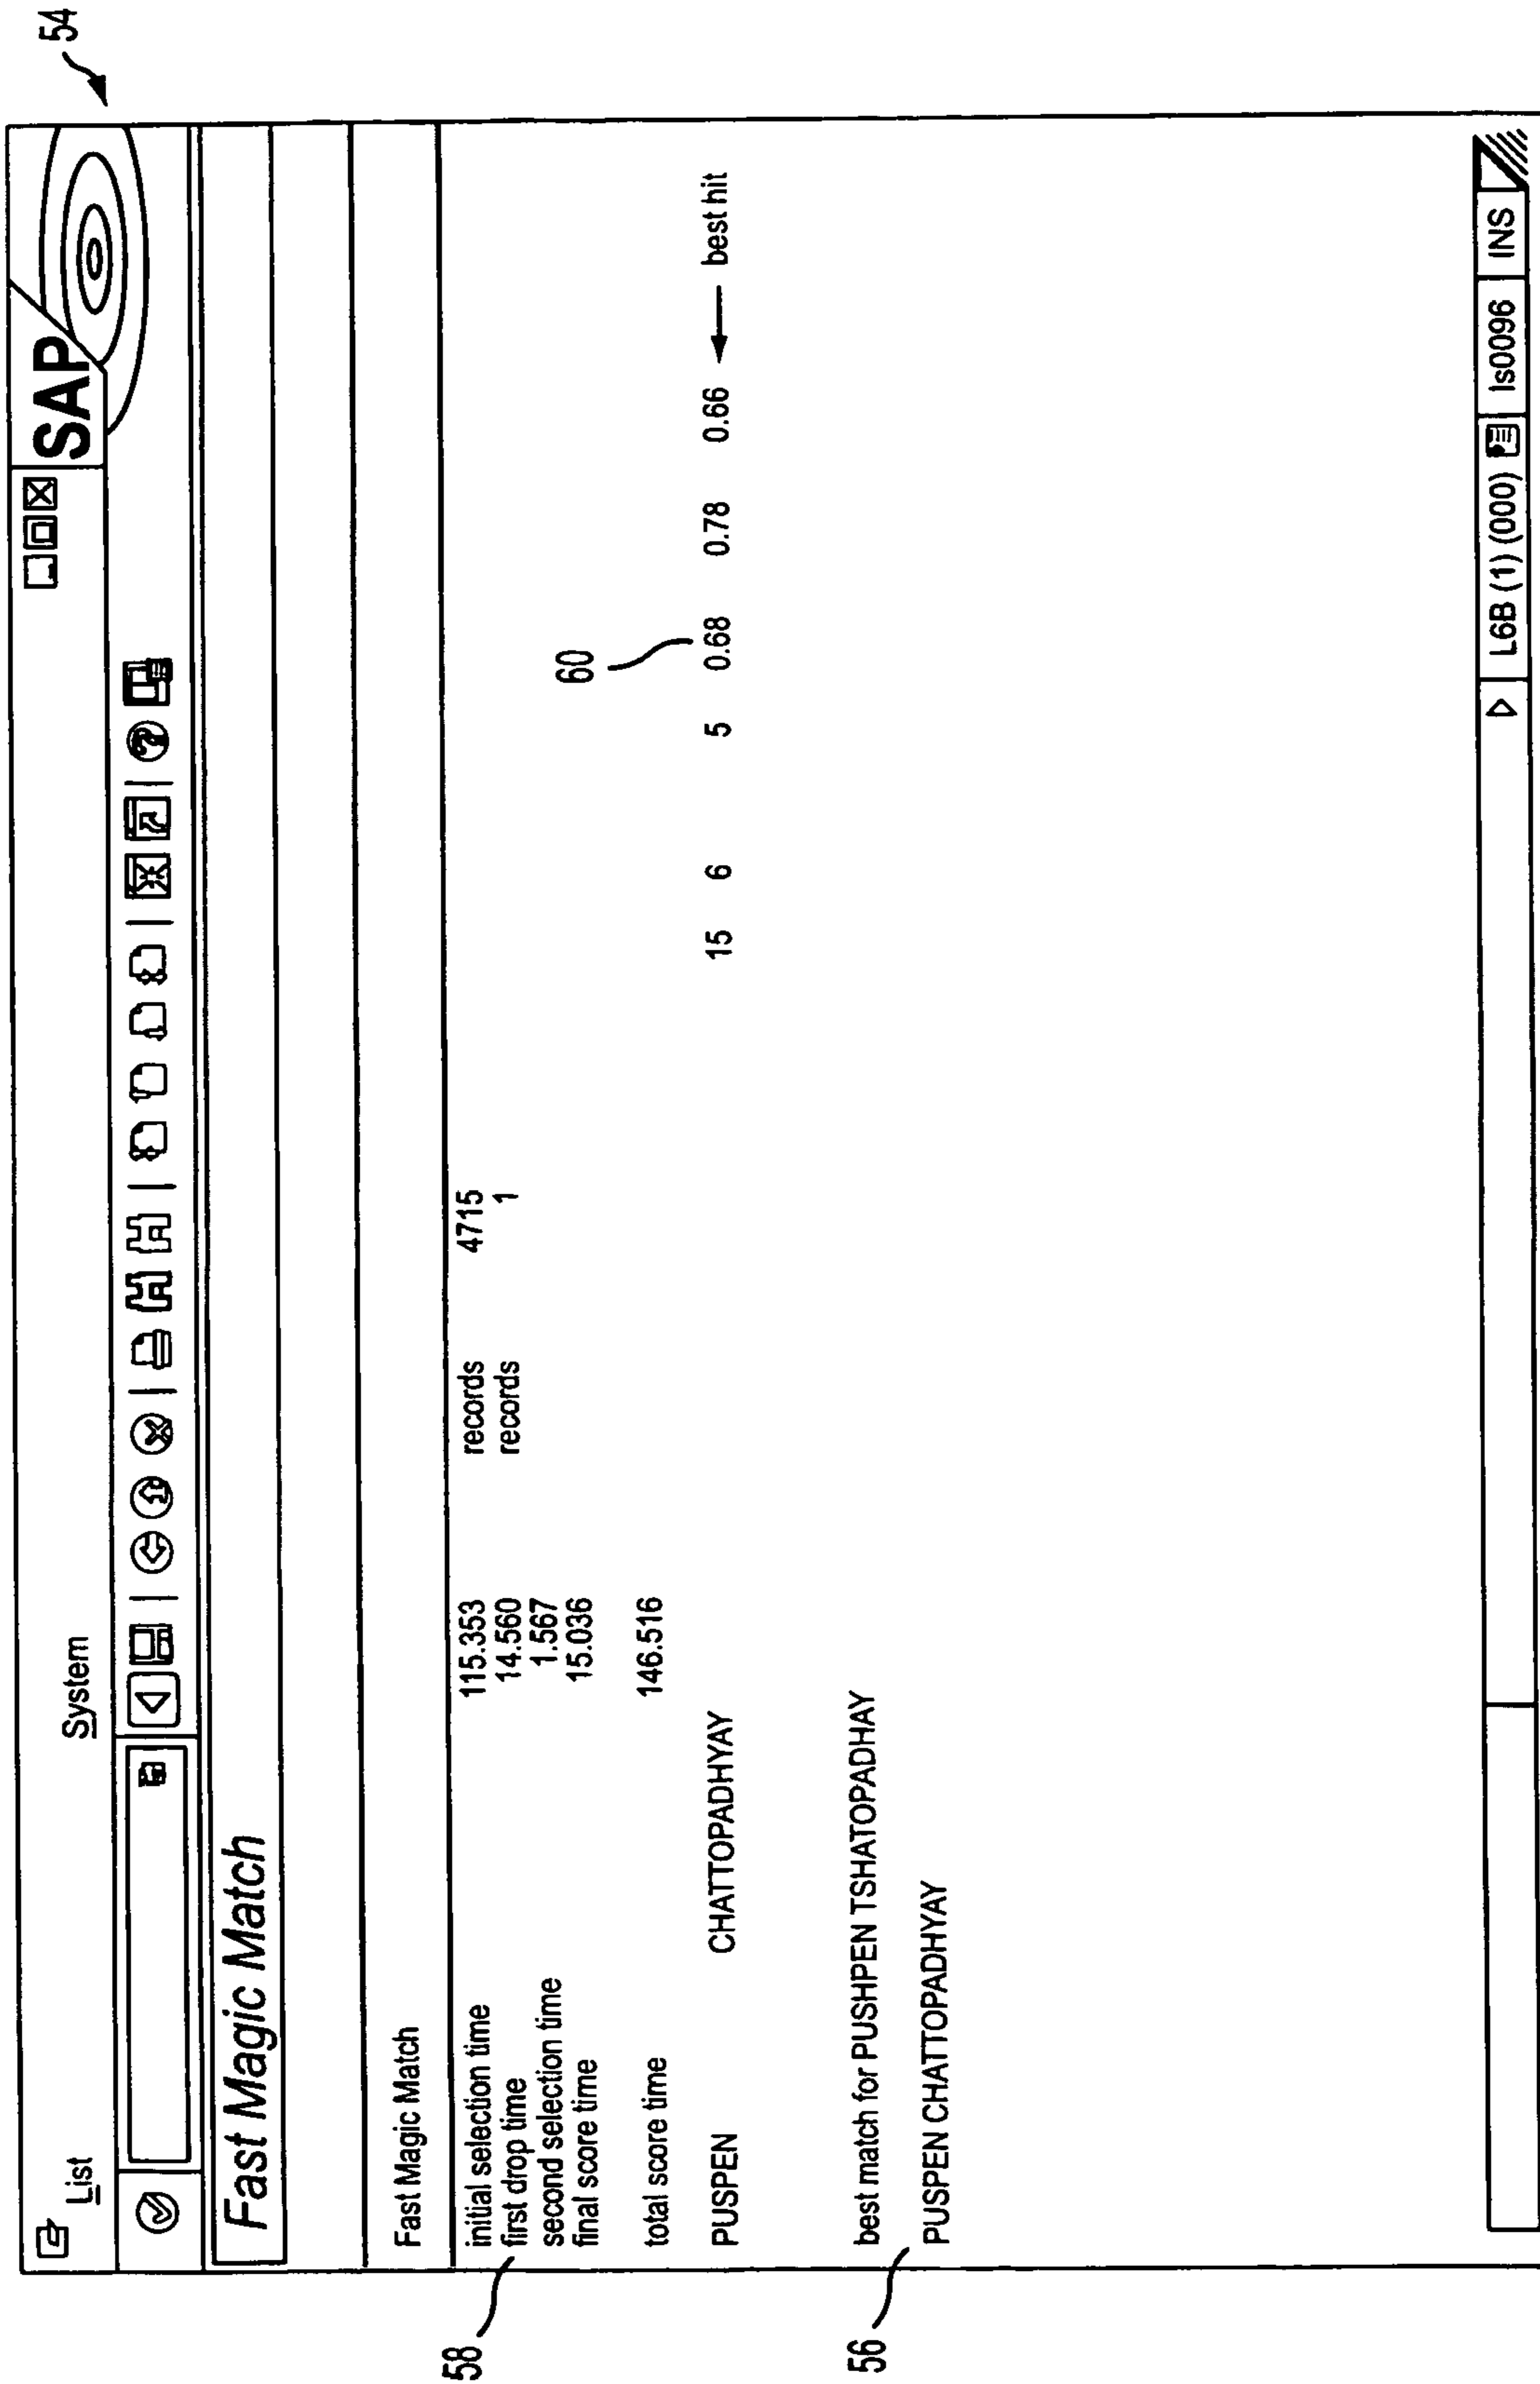 54
SAP
List System
Fast Magic Match
Fast Magic Match
58
initial selection time 115.353 records 4715
first drop time 14.560 records 1
second selection time 1.567
final score time 15.036
60
total score time 146.516
PUSPEN CHATTOPADHYAY 15 6 5 0.68 0.78 0.66 best hit
56
best match for PUSHPEN TSHATOPADHAY
PUSPEN CHATTOPADHYAY
L6B (1) (000) ls0096 INS